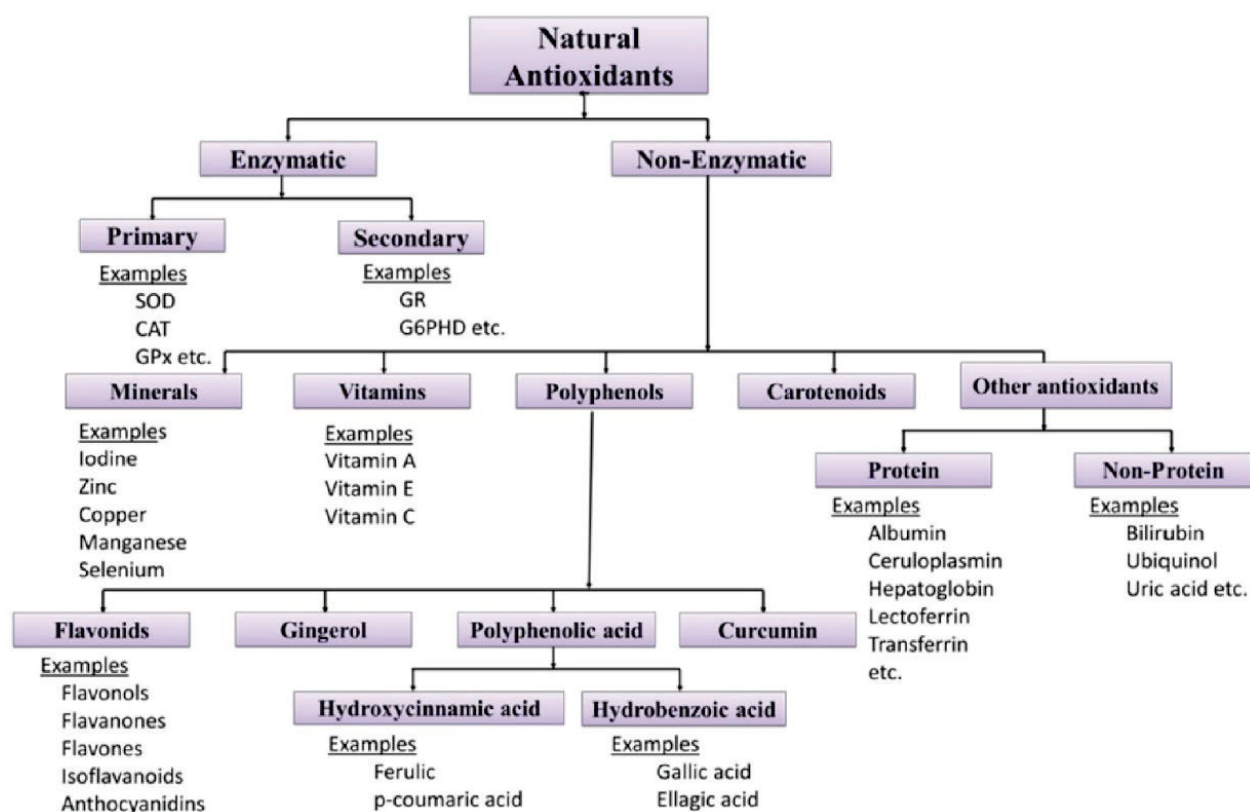 Natural
Antioxidants
Enzymatic
Non-Enzymatic
Primary
Secondary
Examples
SOD
CAT
GPx etc.
Examples
GR
G6PHD etc.
Minerals
Vitamins
Polyphenols
Carotenoids
Other antioxidants
Examples
Iodine
Zinc
Copper
Manganese
Selenium
Examples
Vitamin A
Vitamin E
Vitamin C
Protein
Non-Protein
Examples
Albumin
Ceruloplasmin
Hepatoglobin
Lectoferrin
Transferrin
etc.
Examples
Bilirubin
Ubiquinol
Uric acid etc.
Flavonids
Gingerol
Polyphenolic acid
Curcumin
Examples
Flavonols
Flavanones
Flavones
Isoflavanoids
Anthocyanidins
Hydroxycinnamic acid
Hydrobenzoic acid
Examples
Ferulic
p-coumaric acid
Examples
Gallic acid
Ellagic acid